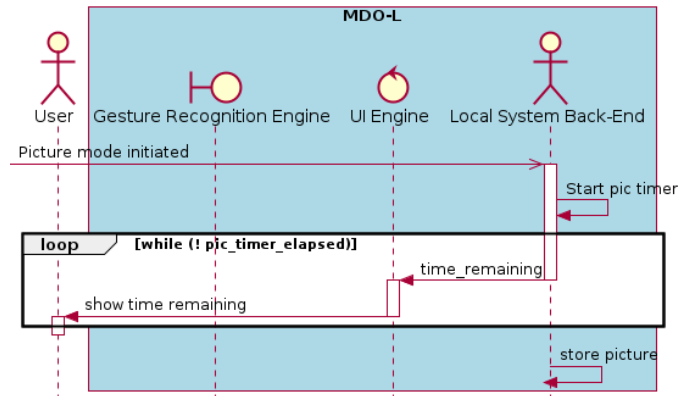 MDO-L
User
Gesture Recognition Engine
UI Engine
Local System Back-End
Picture mode initiated
Start pic timer
loop
[while (! pic_timer_elapsed)]
time_remaining
show time remaining
store picture